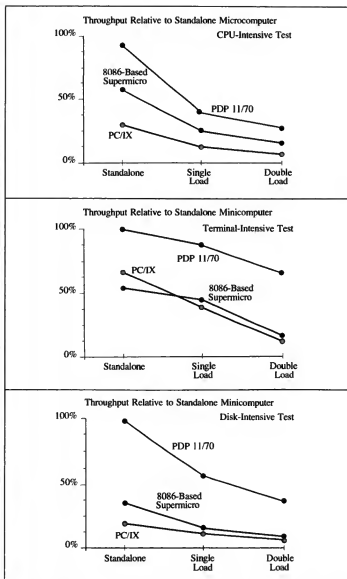 Throughput Relative to Standalone Microcomputer
CPU-Intensive Test
100%
8086-Based
Supermicro
PDP 11/70
50%
PC/IX
0%
Standalone
Single
Load
Double
Load
Throughput Relative to Standalone Minicomputer
Terminal-Intensive Test
100%
PDP 11/70
PC/IX
50%
8086-Based
Supermicro
0%
Standalone
Single
Load
Double
Load
Throughput Relative to Standalone Minicomputer
Disk-Intensive Test
100%
PDP 11/70
50%
8086-Based
Supermicro
PC/IX
0%
Standalone
Single
Load
Double
Load